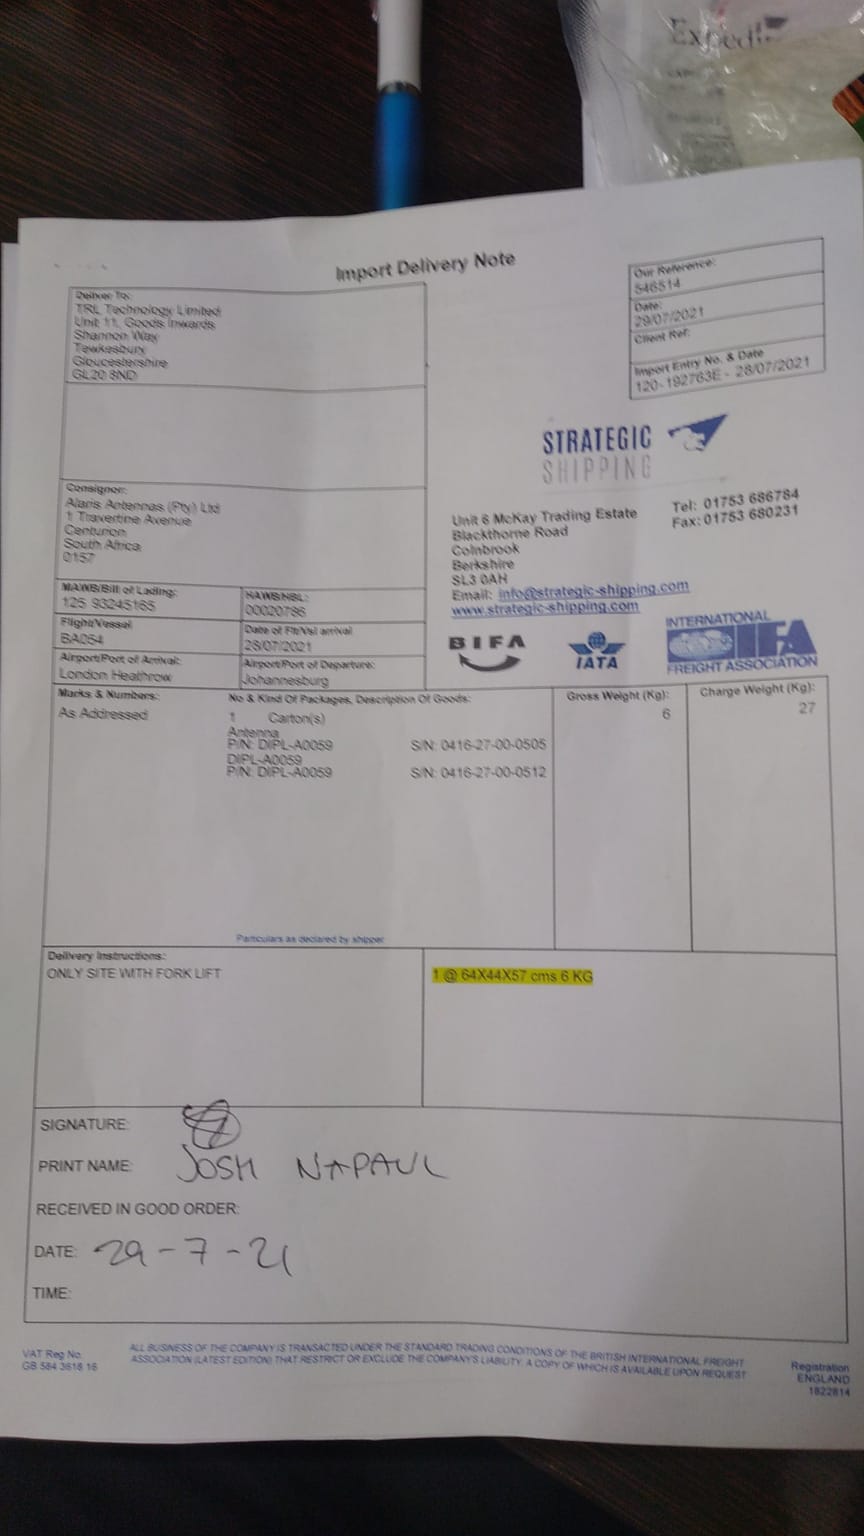 Expedi
Import Delivery Note
Our Reference:
546514
Date:
29/07/2021
Client Ref:
Import Entry No. & Date
120-192763E - 28/07/2021
Deliver To:
TRL Technology Limited
Unit 11, Goods Inwards
Shannon Way
Tewkesbury
Gloucestershire
GL20 8ND
STRATEGIC
SHIPPING
Consignor:
Alaris Antennas (Pty) Ltd
1 Travertine Avenue
Centurion
South Africa
0157
Unit 6 McKay Trading Estate
Blackthorne Road
Colnbrook
Berkshire
SL3 0AH
Email: info@strategic-shipping.com
www.strategic-shipping.com
Tel: 01753 686784
Fax: 01753 680231
MAWB/Bill of Lading:
125 93245165
HAWB/HBL:
00020786
Flight/Vessel
BA054
Date of Flt/Vsl arrival
28/07/2021
Airport/Port of Arrival:
London Heathrow
Airport/Port of Departure:
Johannesburg
BIFA
IATA
INTERNATIONAL
FREIGHT ASSOCIATION
Marks & Numbers:
As Addressed
No & Kind Of Packages, Description Of Goods:
1 Carton(s)
Antenna
P/N: DIPL-A0059 S/N: 0416-27-00-0505
DIPL-A0059
P/N: DIPL-A0059 S/N: 0416-27-00-0512
Gross Weight (Kg):
6
Charge Weight (Kg):
27
Particulars as declared by shipper
Delivery Instructions:
ONLY SITE WITH FORK LIFT
1 @ 64X44X57 cms 6 KG
SIGNATURE:
PRINT NAME: JOSH NAPAUL
RECEIVED IN GOOD ORDER:
DATE: 29-7-21
TIME:
VAT Reg No.
GB 584 3618 16
ALL BUSINESS OF THE COMPANY IS TRANSACTED UNDER THE STANDARD TRADING CONDITIONS OF THE BRITISH INTERNATIONAL FREIGHT
ASSOCIATION (LATEST EDITION) THAT RESTRICT OR EXCLUDE THE COMPANY'S LIABILITY. A COPY OF WHICH IS AVAILABLE UPON REQUEST
Registration
ENGLAND
1822814